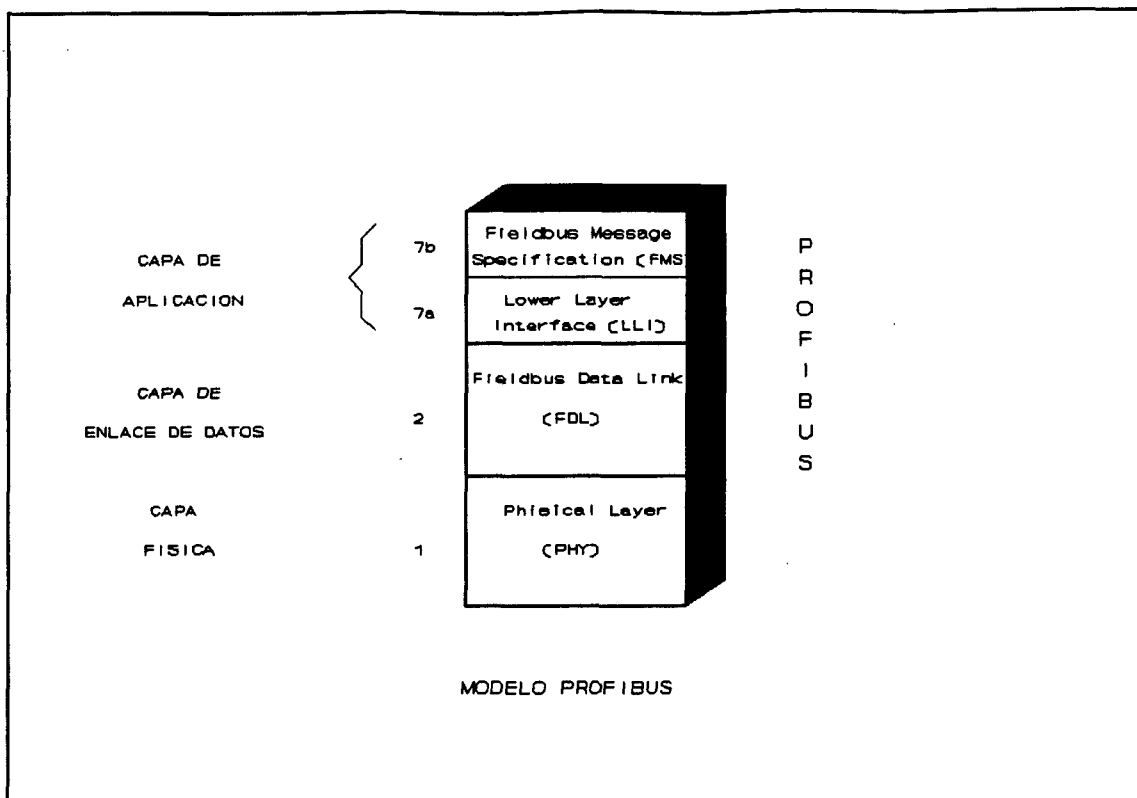 CAPA DE
APLICACION
7b
7a
Fieldbus Message
Specification (FMS)
Lower Layer
Interface (LLI)
CAPA DE
ENLACE DE DATOS
2
Fieldbus Data Link
(FDL)
CAPA
FISICA
1
Phisical Layer
(PHY)
PROFIBUS
MODELO PROFIBUS